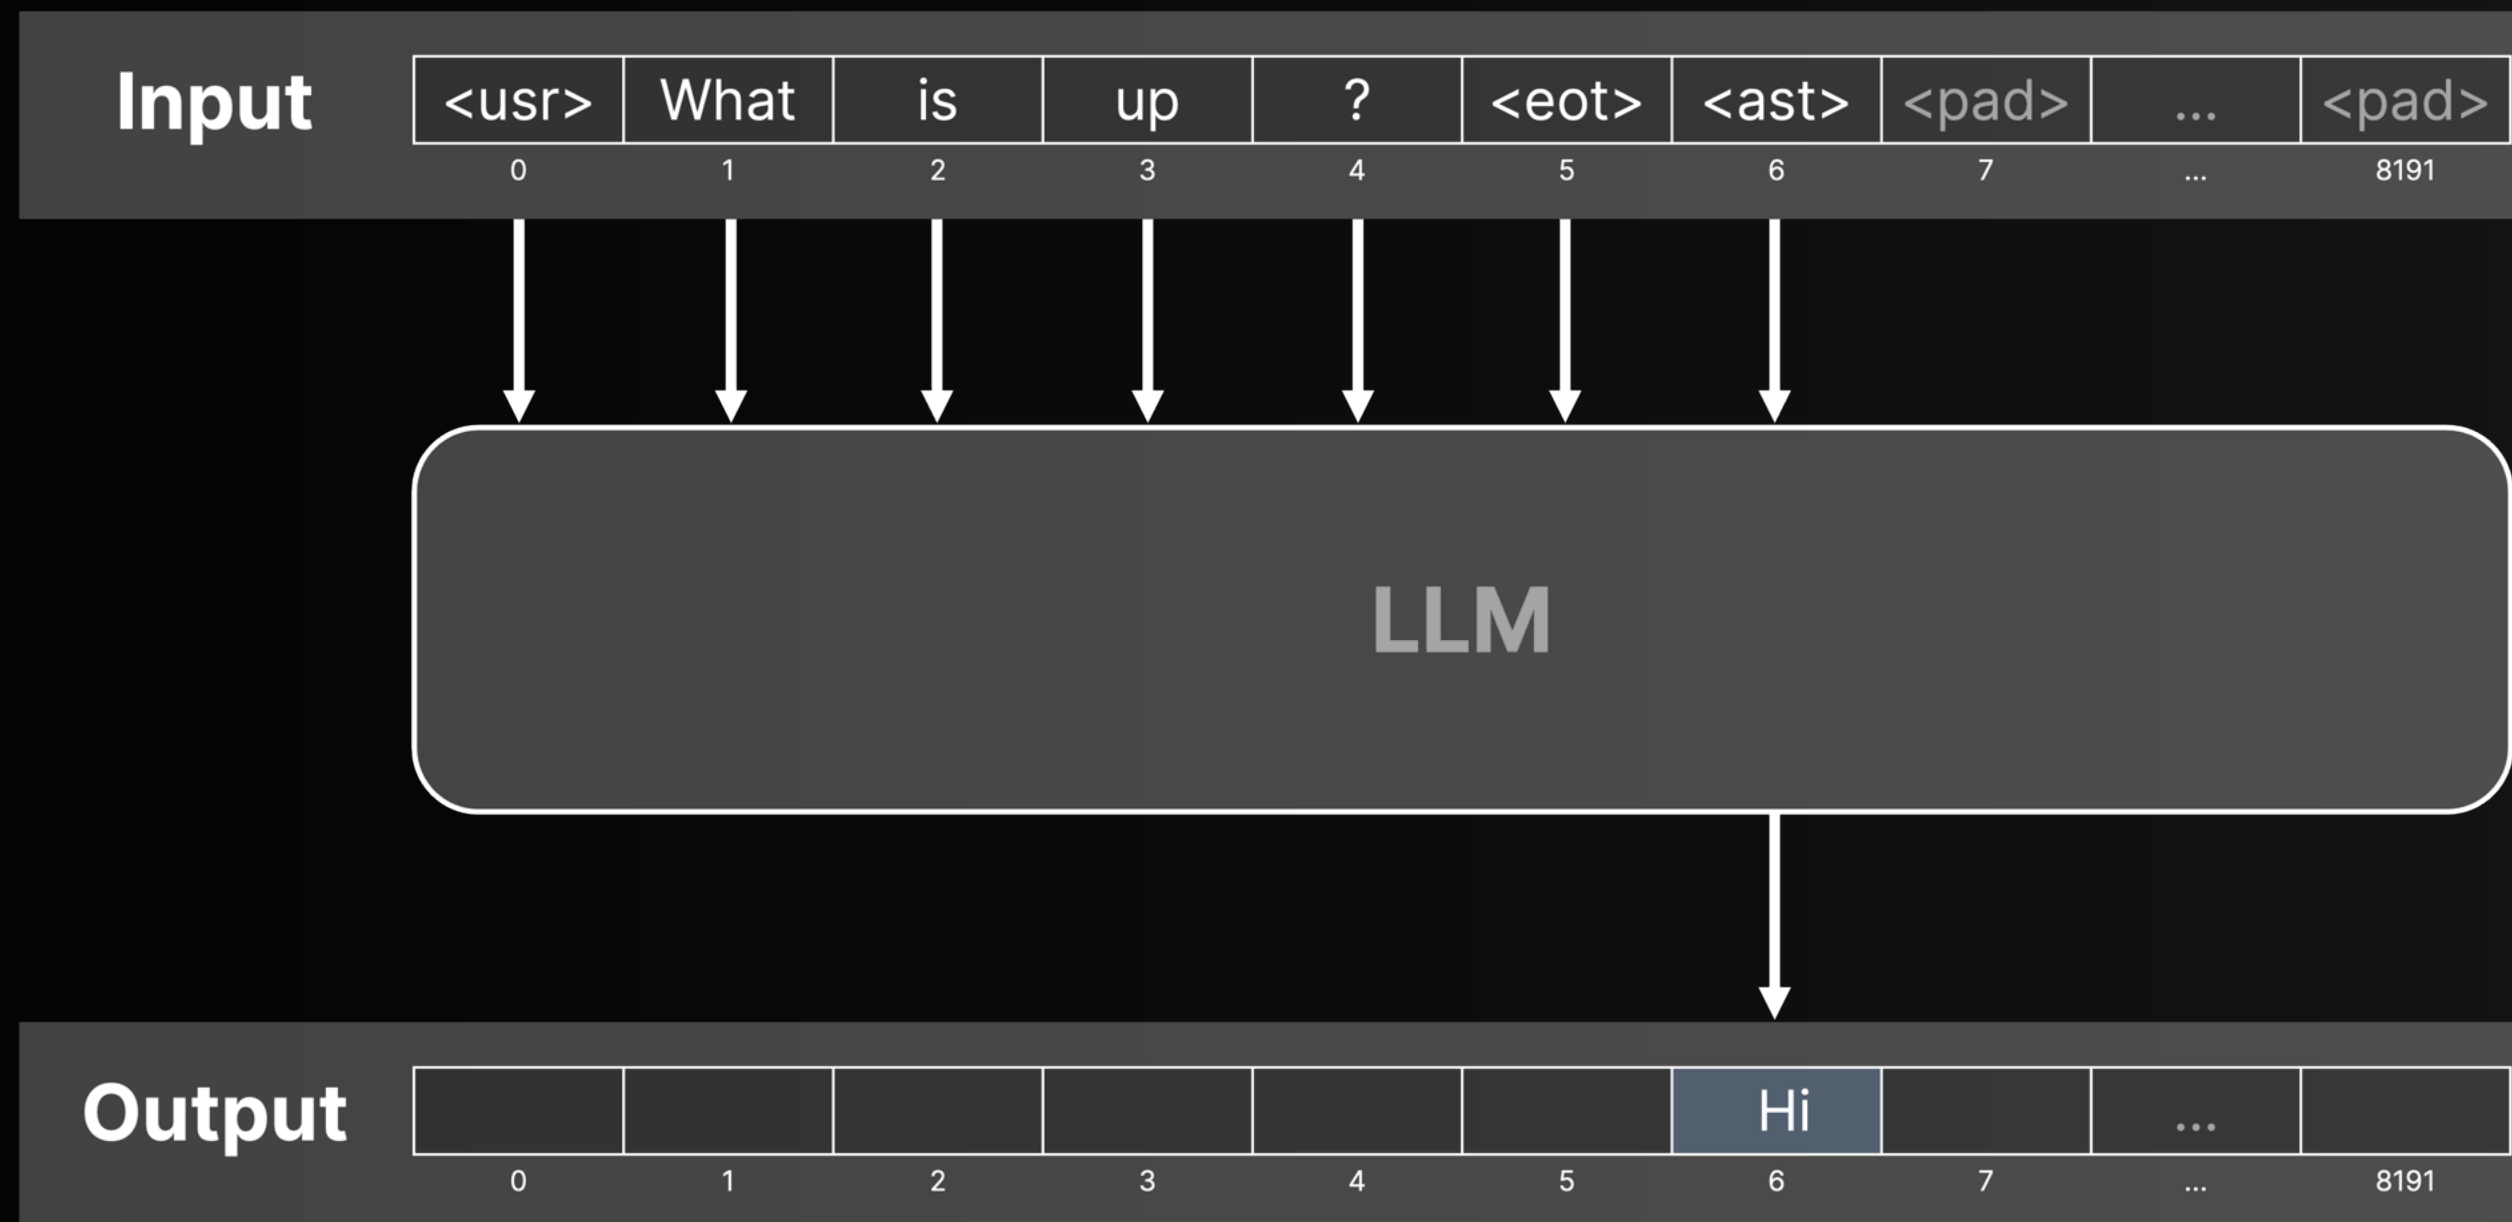 Input <usr> What is up ? <eot> <ast> <pad> ... <pad>
0 1 2 3 4 5 6 7 ... 8191
LLM
Output Hi ...
0 1 2 3 4 5 6 7 ... 8191